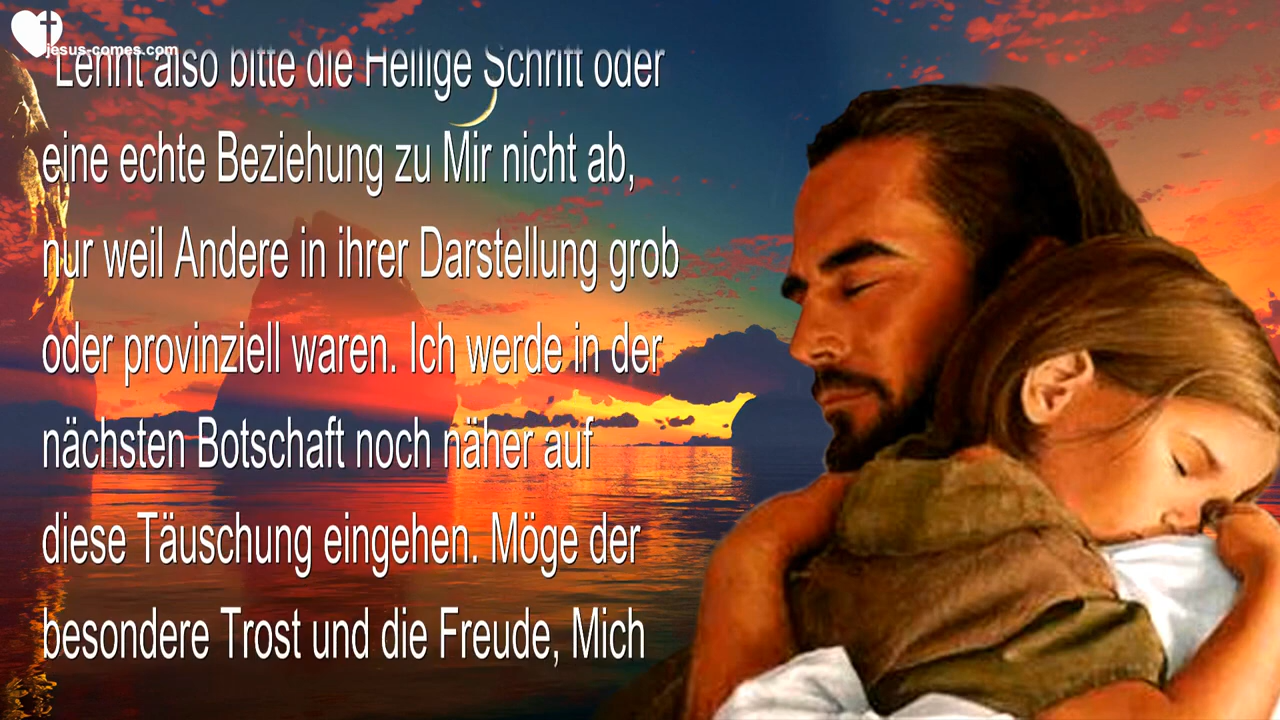 jesus-comes.com
"Lehnt also bitte die Heilige Schrift oder
eine echte Beziehung zu Mir nicht ab,
nur weil Andere in ihrer Darstellung grob
oder provinziell waren. Ich werde in der
nächsten Botschaft noch näher auf
diese Täuschung eingehen. Möge der
besondere Trost und die Freude, Mich